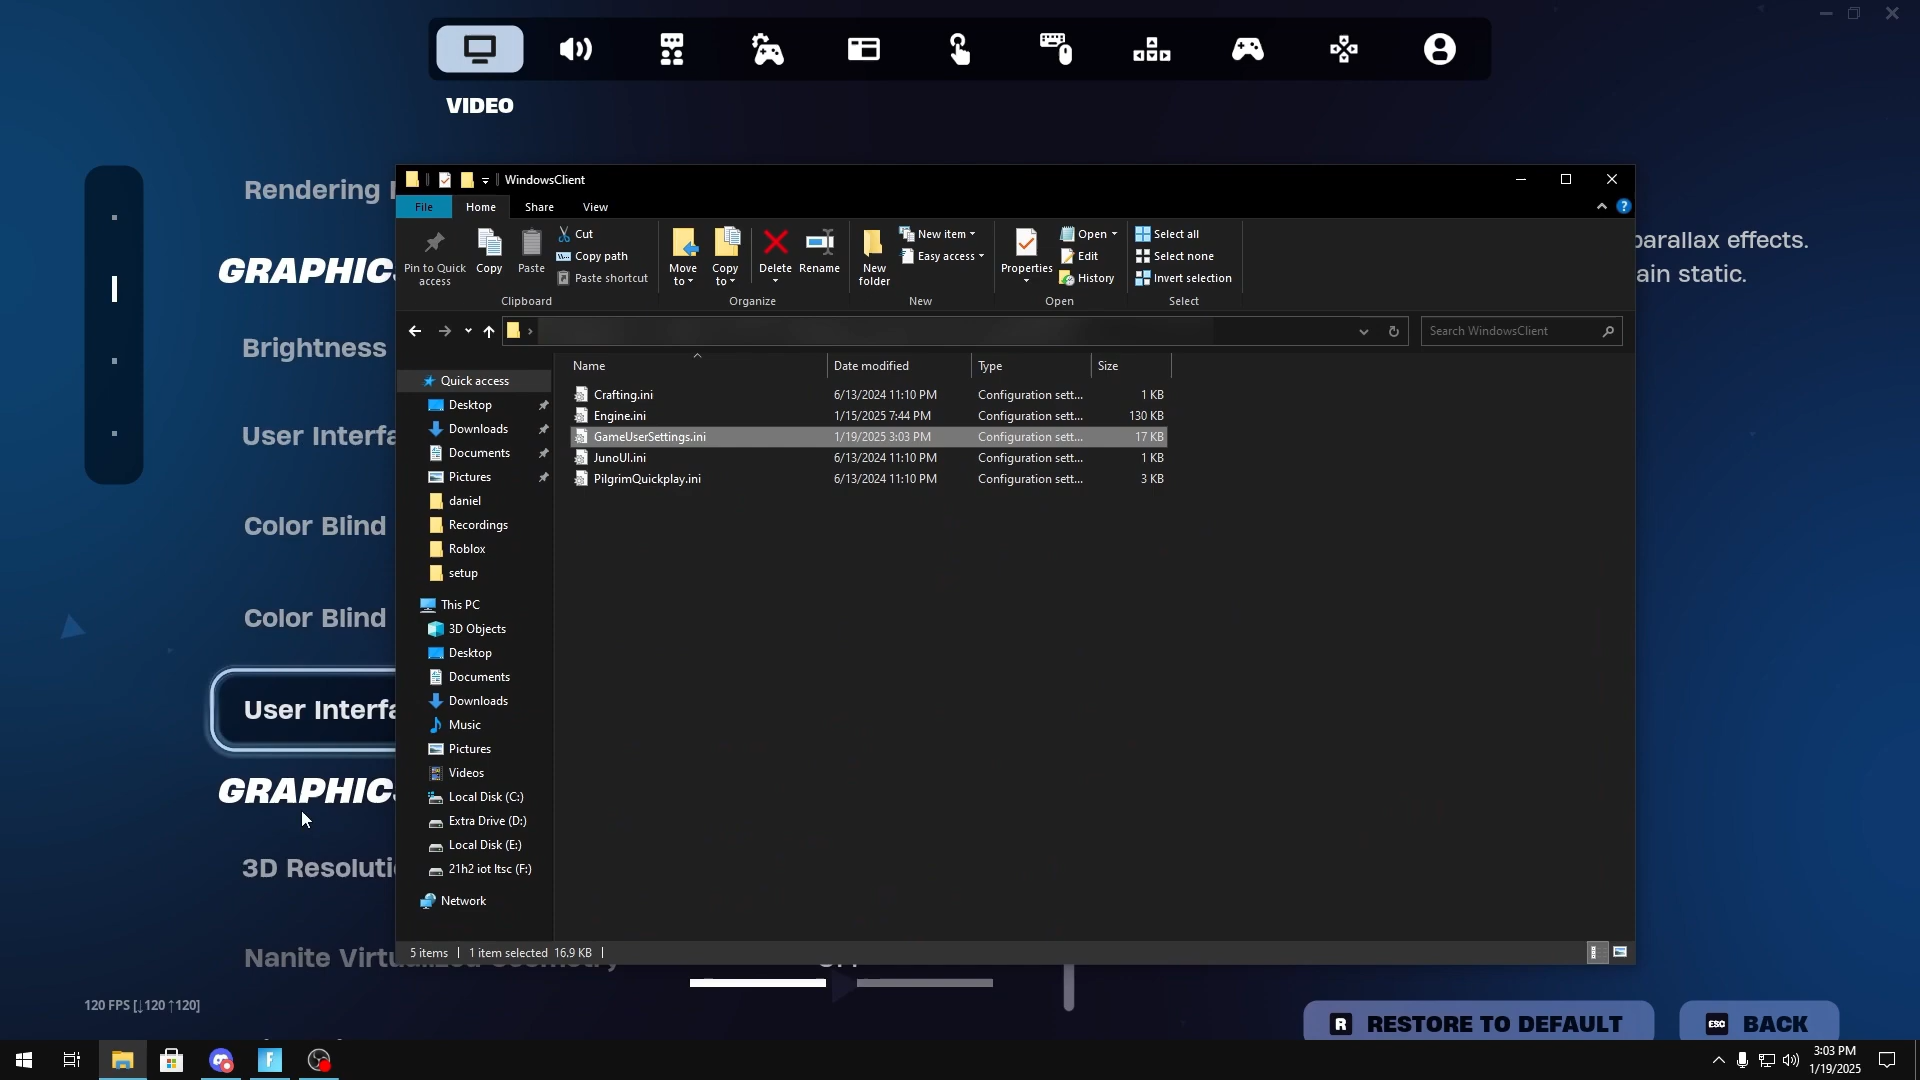 VIDEO
Rendering
GRAPHICS
Brightness
User Interfa
Color Blind
Color Blind
User Interfa
GRAPHICS
3D Resoluti
Nanite Virtualized Geometry
parallax effects.
ain static.
120 FPS [↓120 ↑120]
R RESTORE TO DEFAULT
ESC BACK
WindowsClient
File Home Share View
Pin to Quick access
Copy
Paste
Cut
Copy path
Paste shortcut
Clipboard
Move to
Copy to
Delete
Rename
Organize
New folder
New item
Easy access
New
Properties
Open
Edit
History
Open
Select all
Select none
Invert selection
Select
Search WindowsClient
Quick access
Desktop
Downloads
Documents
Pictures
daniel
Recordings
Roblox
setup
This PC
3D Objects
Desktop
Documents
Downloads
Music
Pictures
Videos
Local Disk (C:)
Extra Drive (D:)
Local Disk (E:)
21h2 iot ltsc (F:)
Network
Name Date modified Type Size
Crafting.ini 6/13/2024 11:10 PM Configuration sett... 1 KB
Engine.ini 1/15/2025 7:44 PM Configuration sett... 130 KB
GameUserSettings.ini 1/19/2025 3:03 PM Configuration sett... 17 KB
JunoUI.ini 6/13/2024 11:10 PM Configuration sett... 1 KB
PilgrimQuickplay.ini 6/13/2024 11:10 PM Configuration sett... 3 KB
5 items 1 item selected 16.9 KB
3:03 PM
1/19/2025